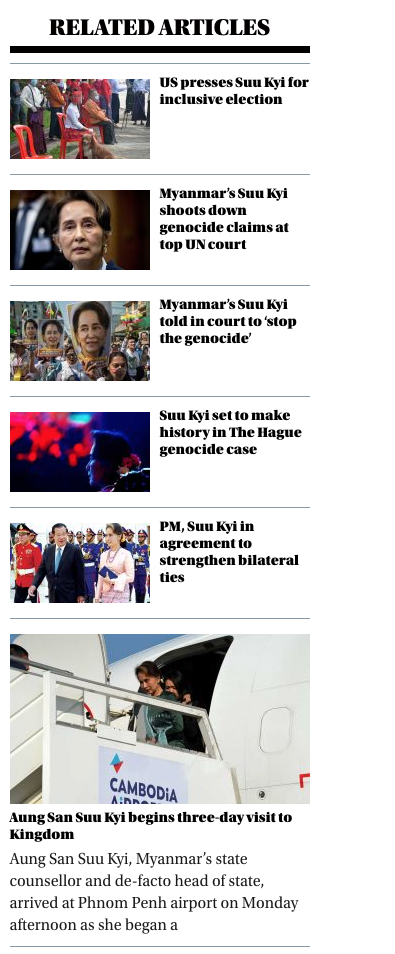 RELATED ARTICLES
US presses Suu Kyi for
inclusive election
Myanmar’s Suu Kyi
shoots down
genocide claims at
top UN court
Myanmar’s Suu Kyi
told in court to ‘stop
the genocide’
Suu Kyi set to make
history in The Hague
genocide case
PM, Suu Kyi in
agreement to
strengthen bilateral
ties
CAMBODIA
AIRPORT
Aung San Suu Kyi begins three-day visit to
Kingdom
Aung San Suu Kyi, Myanmar’s state
counsellor and de-facto head of state,
arrived at Phnom Penh airport on Monday
afternoon as she began a